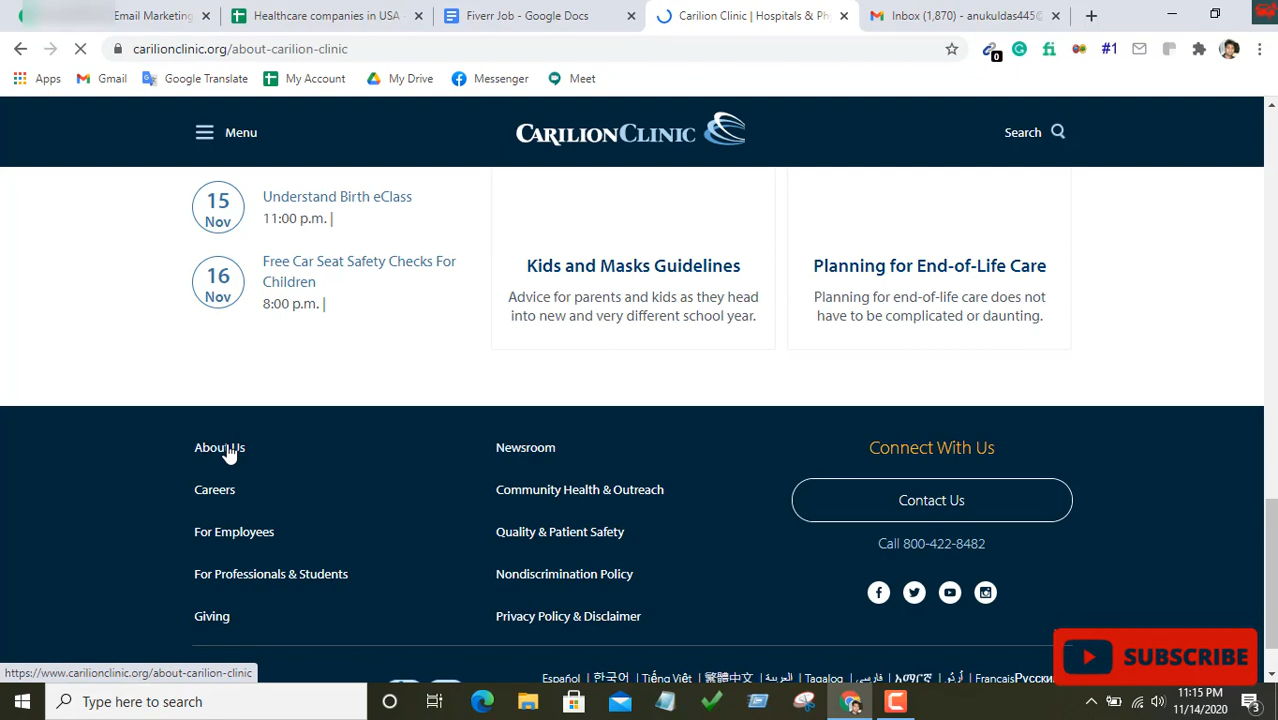 Email Marketing
Healthcare companies in USA -
Fiverr Job - Google Docs
Carilion Clinic | Hospitals & Ph
Inbox (1,870) - anukuldas445@
carilionclinic.org/about-carilion-clinic
0
#1
Apps
Gmail
Google Translate
My Account
My Drive
Messenger
Meet
Menu
CARILIONCLINIC
Search
15
Nov
Understand Birth eClass
11:00 p.m. |
16
Nov
Free Car Seat Safety Checks For
Children
8:00 p.m. |
Kids and Masks Guidelines
Advice for parents and kids as they head
into new and very different school year.
Planning for End-of-Life Care
Planning for end-of-life care does not
have to be complicated or daunting.
About Us
Careers
For Employees
For Professionals & Students
Giving
Newsroom
Community Health & Outreach
Quality & Patient Safety
Nondiscrimination Policy
Privacy Policy & Disclaimer
Connect With Us
Contact Us
Call 800-422-8482
https://www.carilionclinic.org/about-carilion-clinic
Español | 한국어 | Tiếng Việt | 繁體中文 | العربية | Tagalog | فارسی | አማርኛ | اُردُو | FrancaisРусский
SUBSCRIBE
Type here to search
11:15 PM
11/14/2020
3